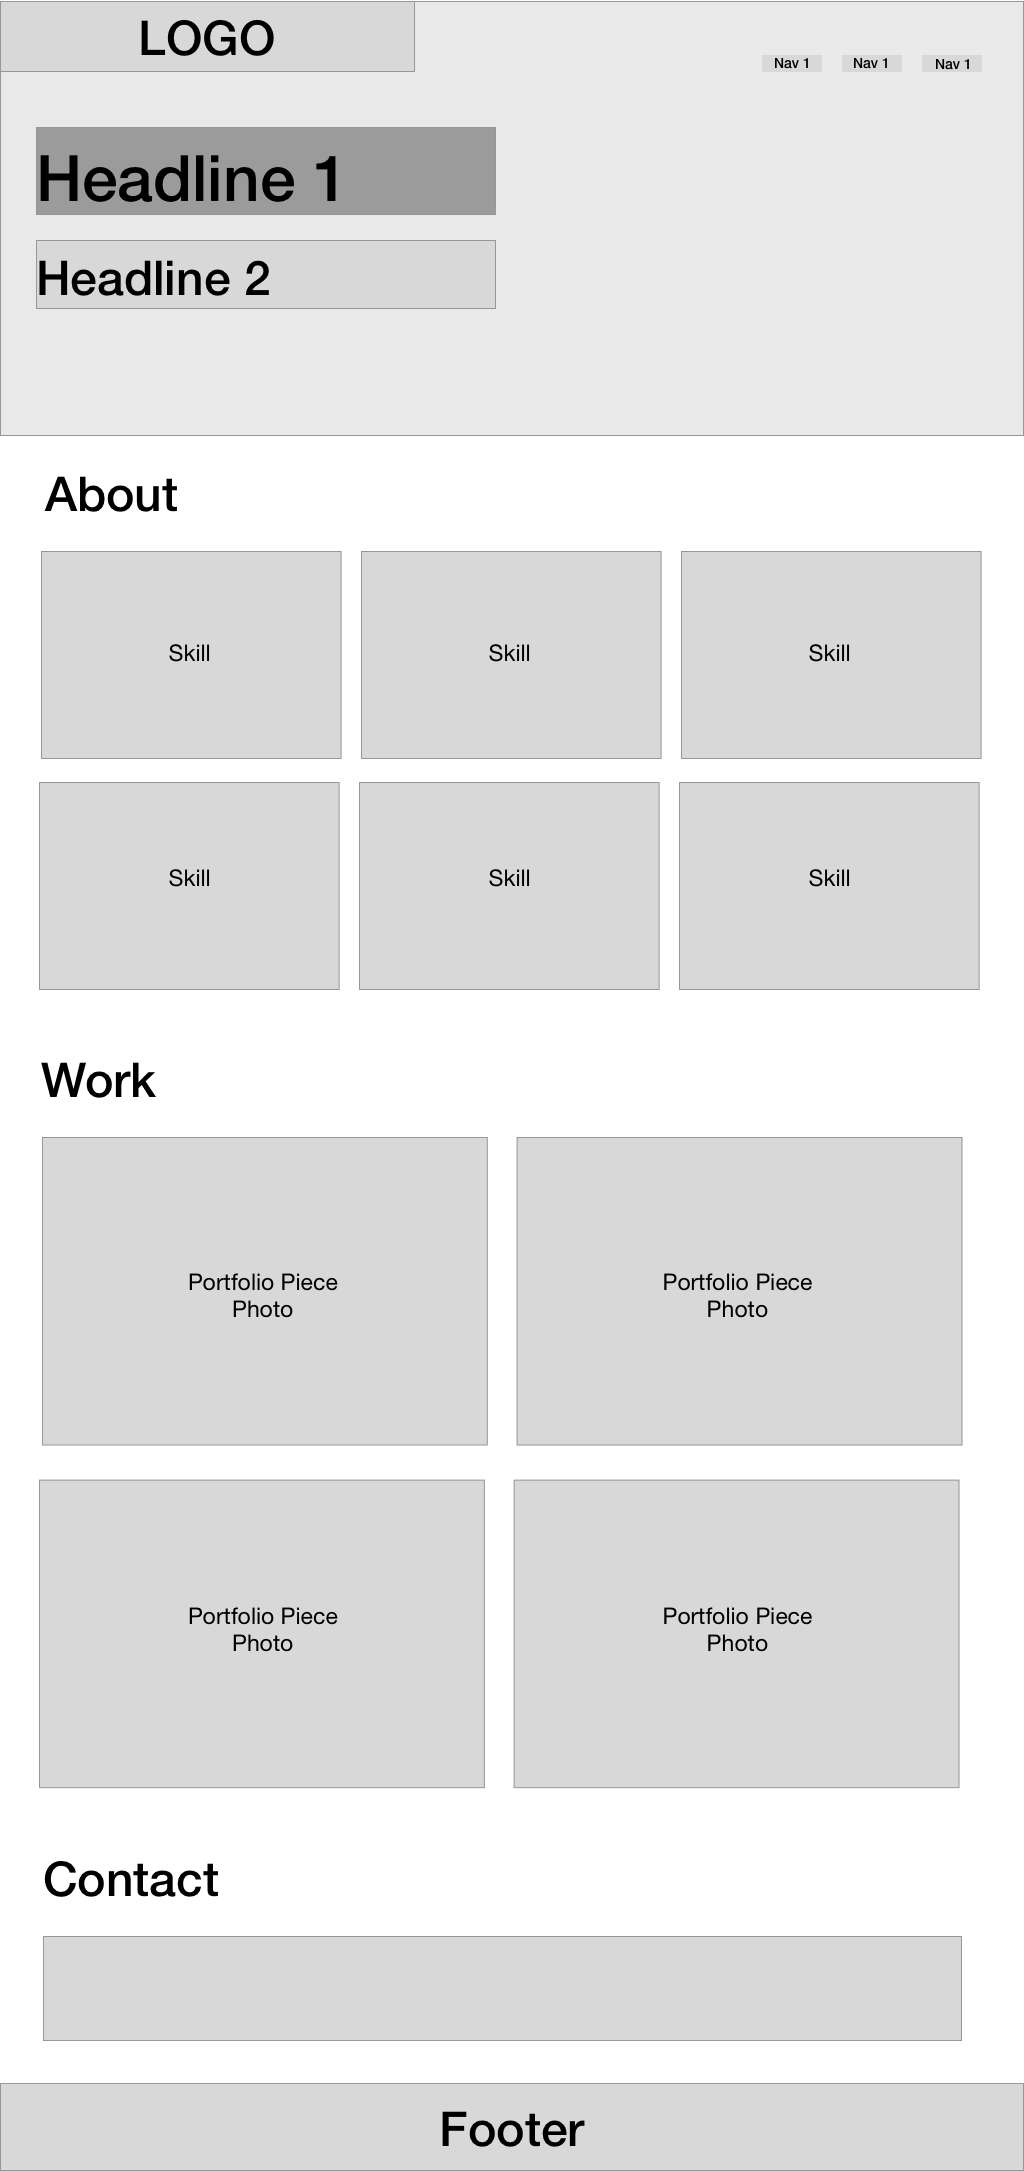 LOGO
Nav 1
Nav 1
Nav 1
Headline 1
Headline 2
About
Skill
Skill
Skill
Skill
Skill
Skill
Work
Portfolio Piece
Photo
Portfolio Piece
Photo
Portfolio Piece
Photo
Portfolio Piece
Photo
Contact
Footer